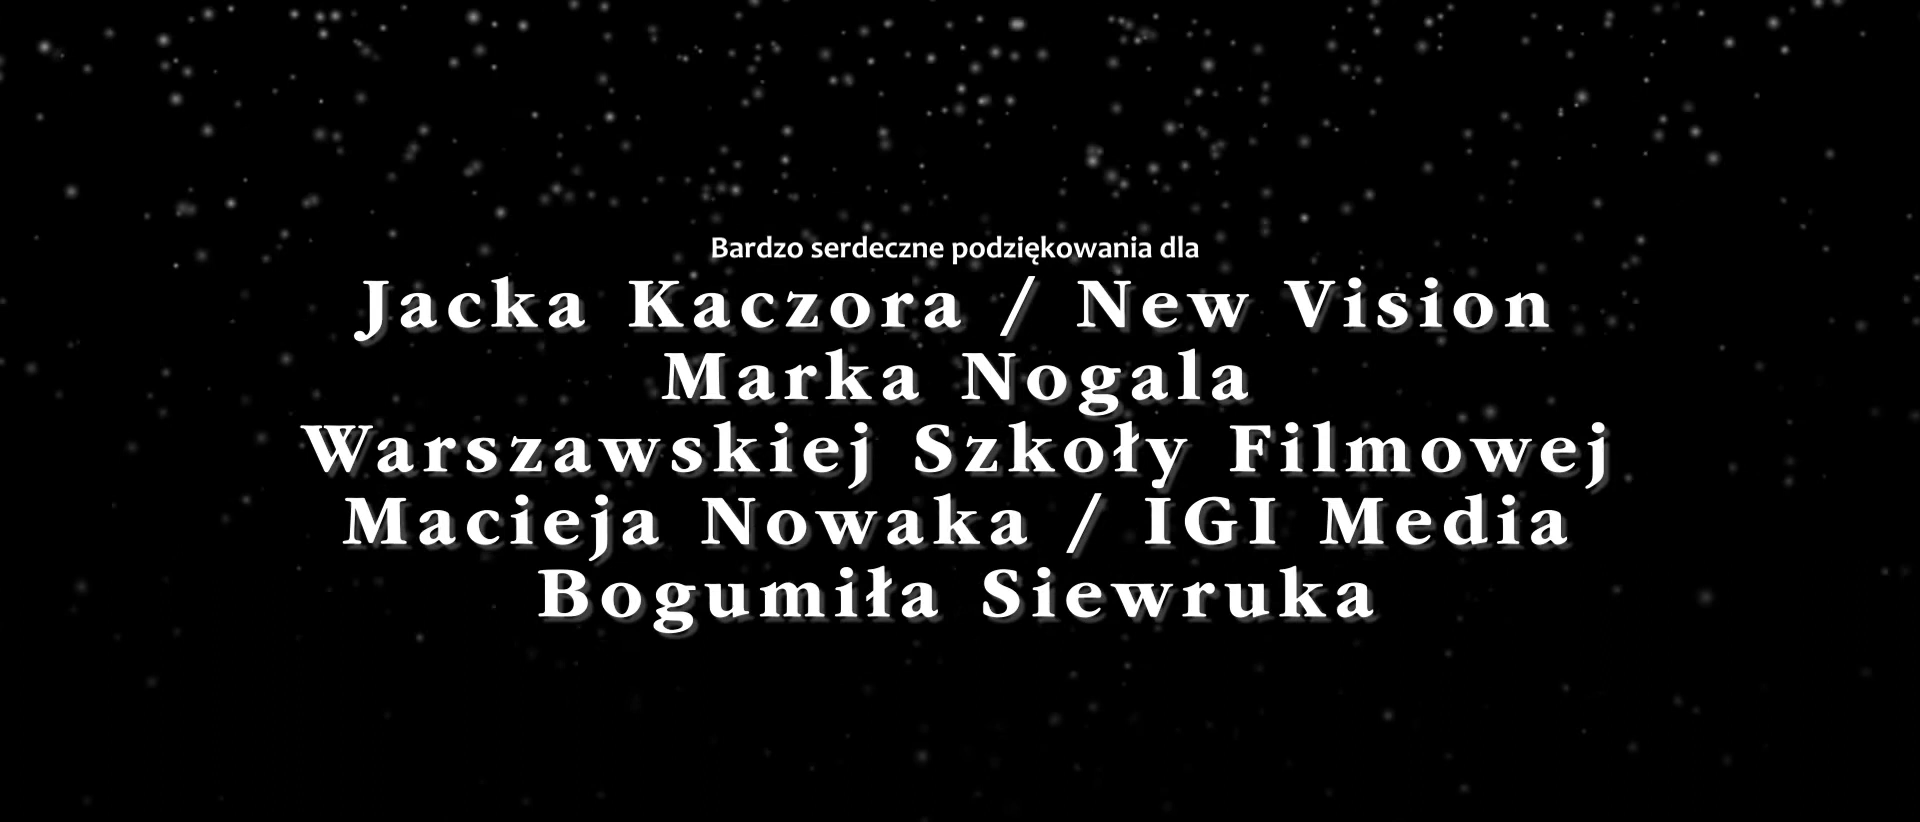 Bardzo serdeczne podziękowania dla
Jacka Kaczora / New Vision
Marka Nogala
Warszawskiej Szkoły Filmowej
Macieja Nowaka / IGI Media
Bogumiła Siewruka